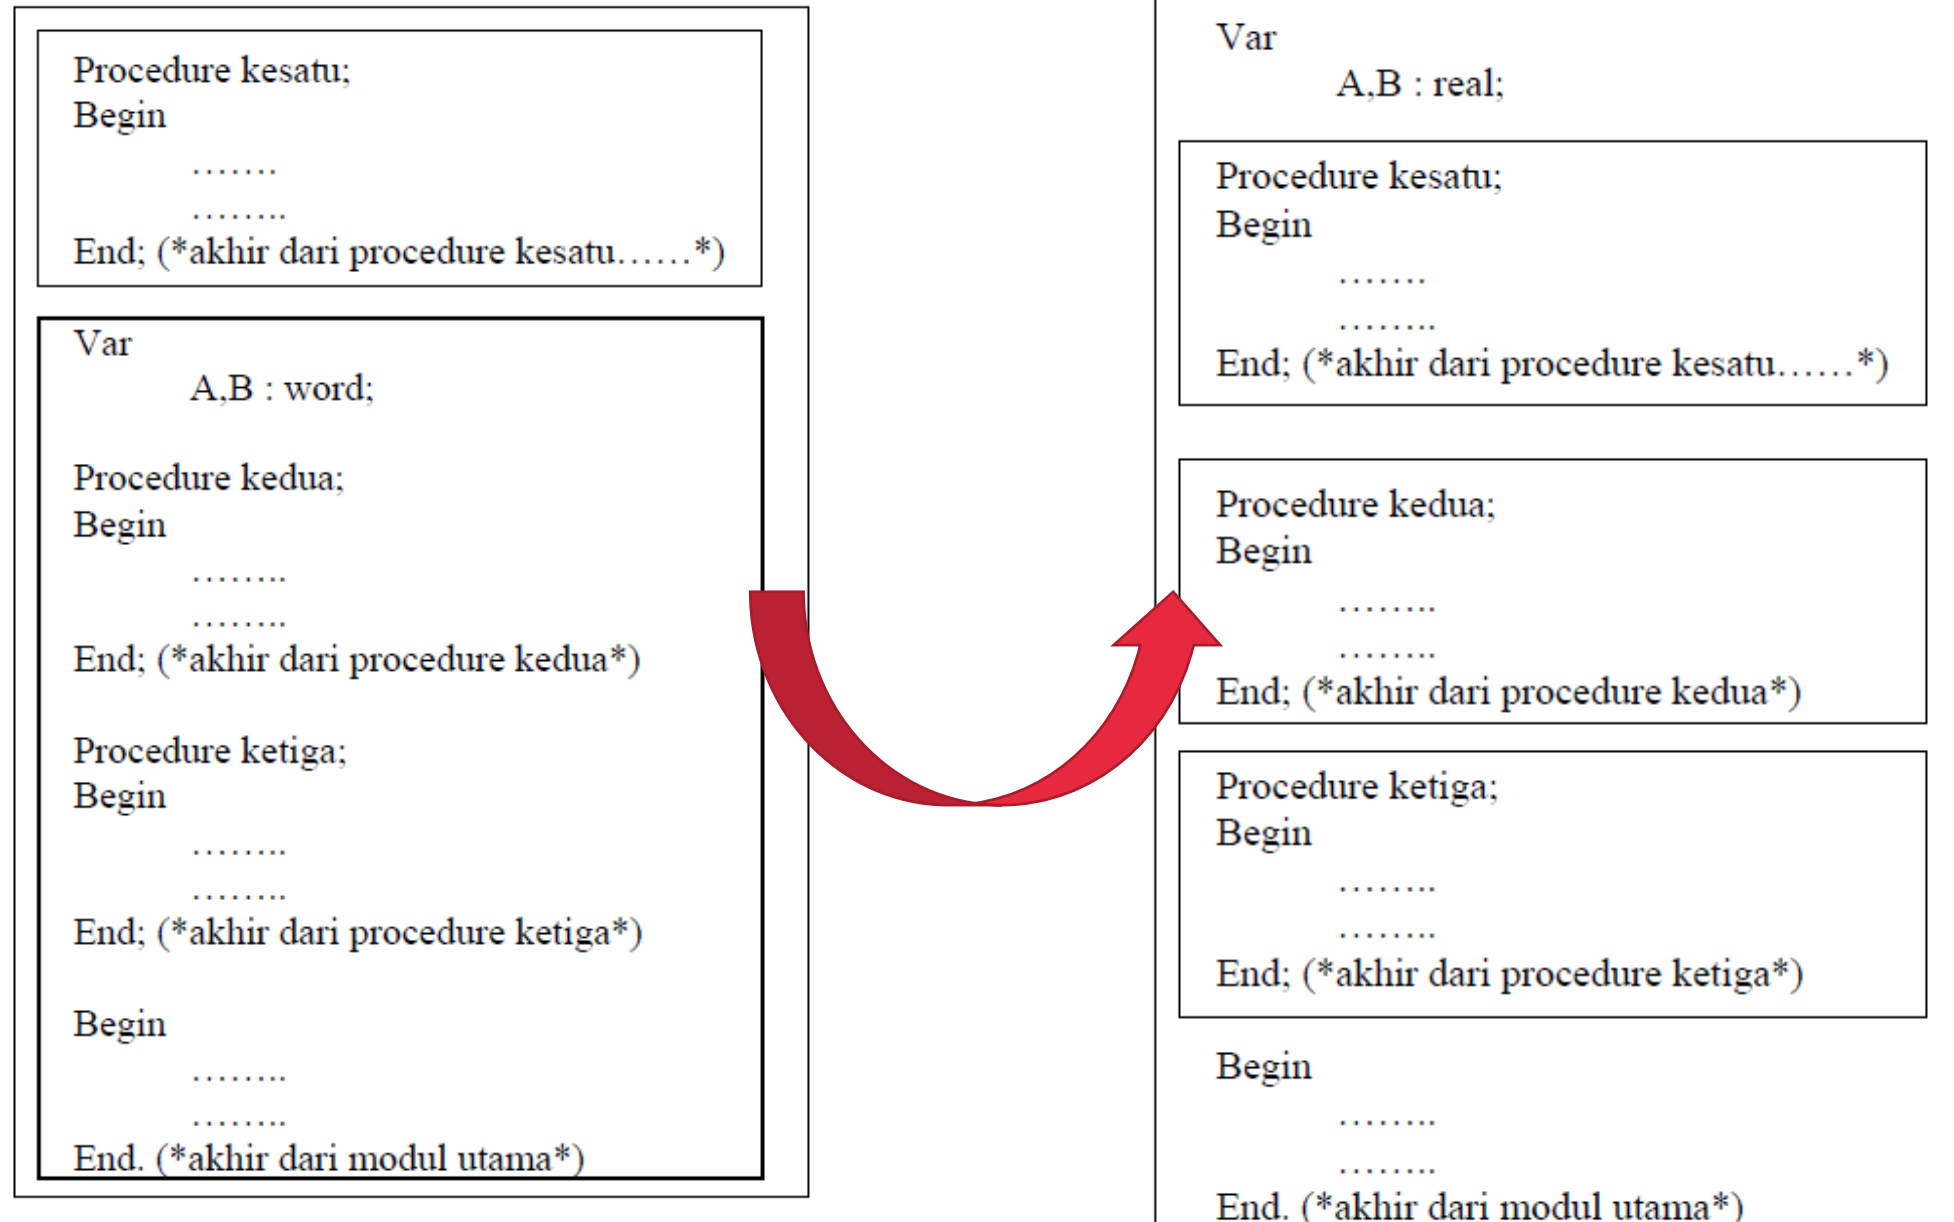 Procedure kesatu;
Begin
…….
……..
End; (*akhir dari procedure kesatu……*)
Var
A,B : word;
Procedure kedua;
Begin
……..
……..
End; (*akhir dari procedure kedua*)
Procedure ketiga;
Begin
……..
……..
End; (*akhir dari procedure ketiga*)
Begin
……..
……..
End. (*akhir dari modul utama*)
Var
A,B : real;
Procedure kesatu;
Begin
…….
……..
End; (*akhir dari procedure kesatu……*)
Procedure kedua;
Begin
……..
……..
End; (*akhir dari procedure kedua*)
Procedure ketiga;
Begin
……..
……..
End; (*akhir dari procedure ketiga*)
Begin
……..
……..
End. (*akhir dari modul utama*)